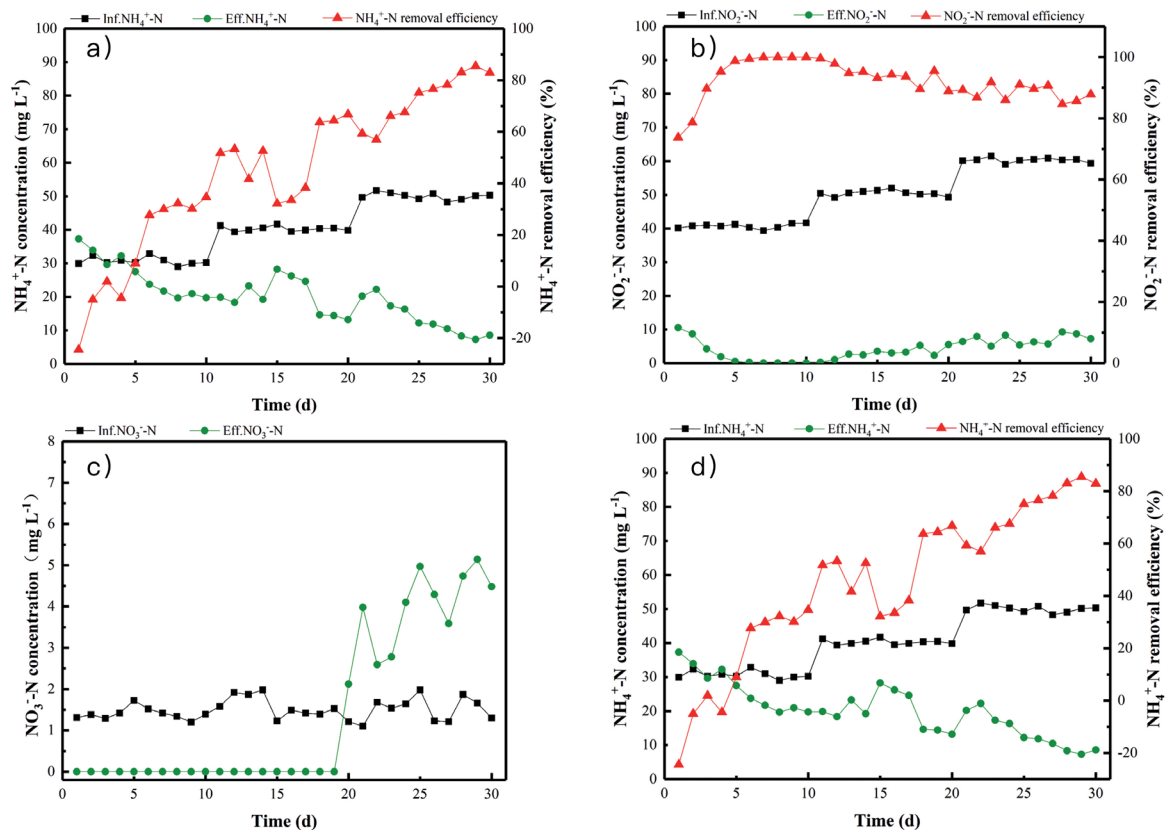 Inf.NH₄⁺-N Eff.NH₄⁺-N NH₄⁺-N removal efficiency
a)
NH₄⁺-N concentration (mg L⁻¹)
100
90
80
70
60
50
40
30
20
10
0
100
80
60
40
20
0
-20
NH₄⁺-N removal efficiency (%)
0 5 10 15 20 25 30
Time (d)
Inf.NO₂⁻-N Eff.NO₂⁻-N NO₂⁻-N removal efficiency
b)
NO₂⁻-N concentration (mg L⁻¹)
100
90
80
70
60
50
40
30
20
10
0
100
80
60
40
20
0
NO₂⁻-N removal efficiency (%)
0 5 10 15 20 25 30
Time (d)
Inf.NO₃⁻-N Eff.NO₃⁻-N
c)
NO₃⁻-N concentration（mg L⁻¹)
8
7
6
5
4
3
2
1
0
0 5 10 15 20 25 30
Time (d)
Inf.NH₄⁺-N Eff.NH₄⁺-N NH₄⁺-N removal efficiency
d)
NH₄⁺-N concentration (mg L⁻¹)
100
90
80
70
60
50
40
30
20
10
0
100
80
60
40
20
0
-20
NH₄⁺-N removal efficiency (%)
0 5 10 15 20 25 30
Time (d)